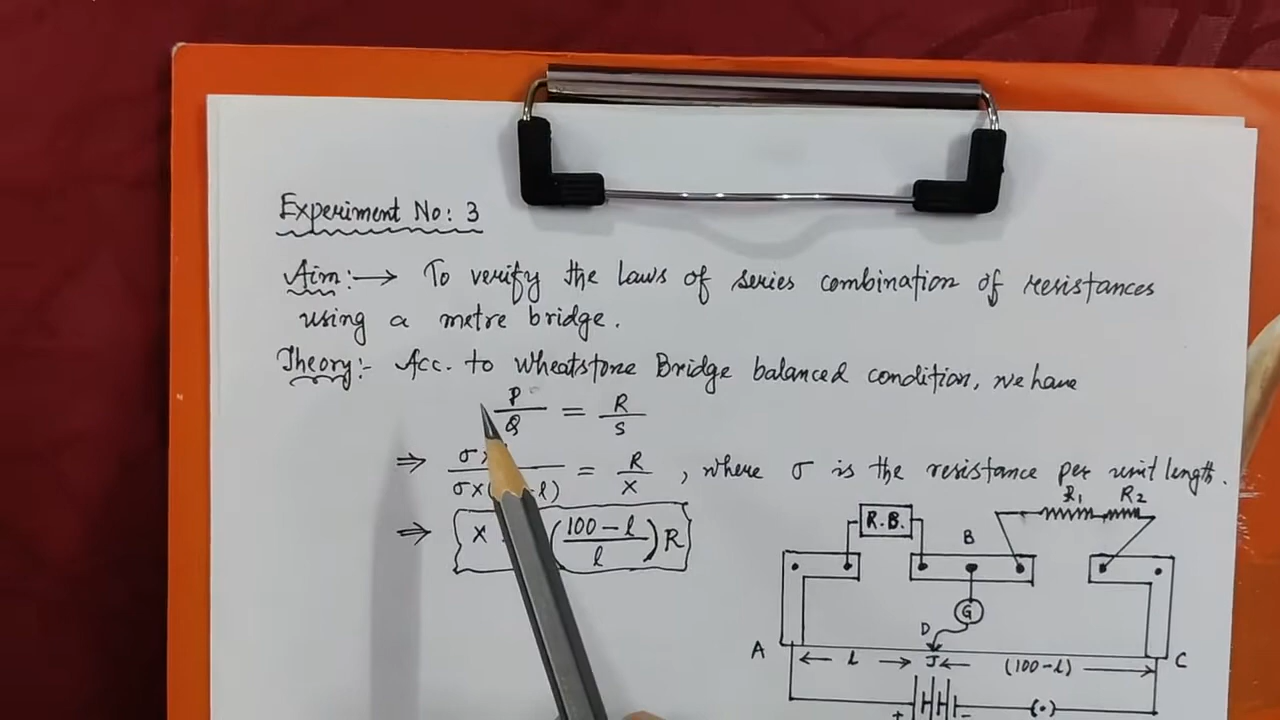 Experiment No: 3
Aim:→ To verify the laws of series combination of resistances
using a metre bridge.
Theory:- Acc. to Wheatstone Bridge balanced condition, we have
P/Q = R/S
⇒ = R/X , where σ is the resistance per unit length.
⇒ X (100-l / l) R
R.B.
B
R1 R2
G
D
A ← l → J ← (100-l) → C
+ - (·)